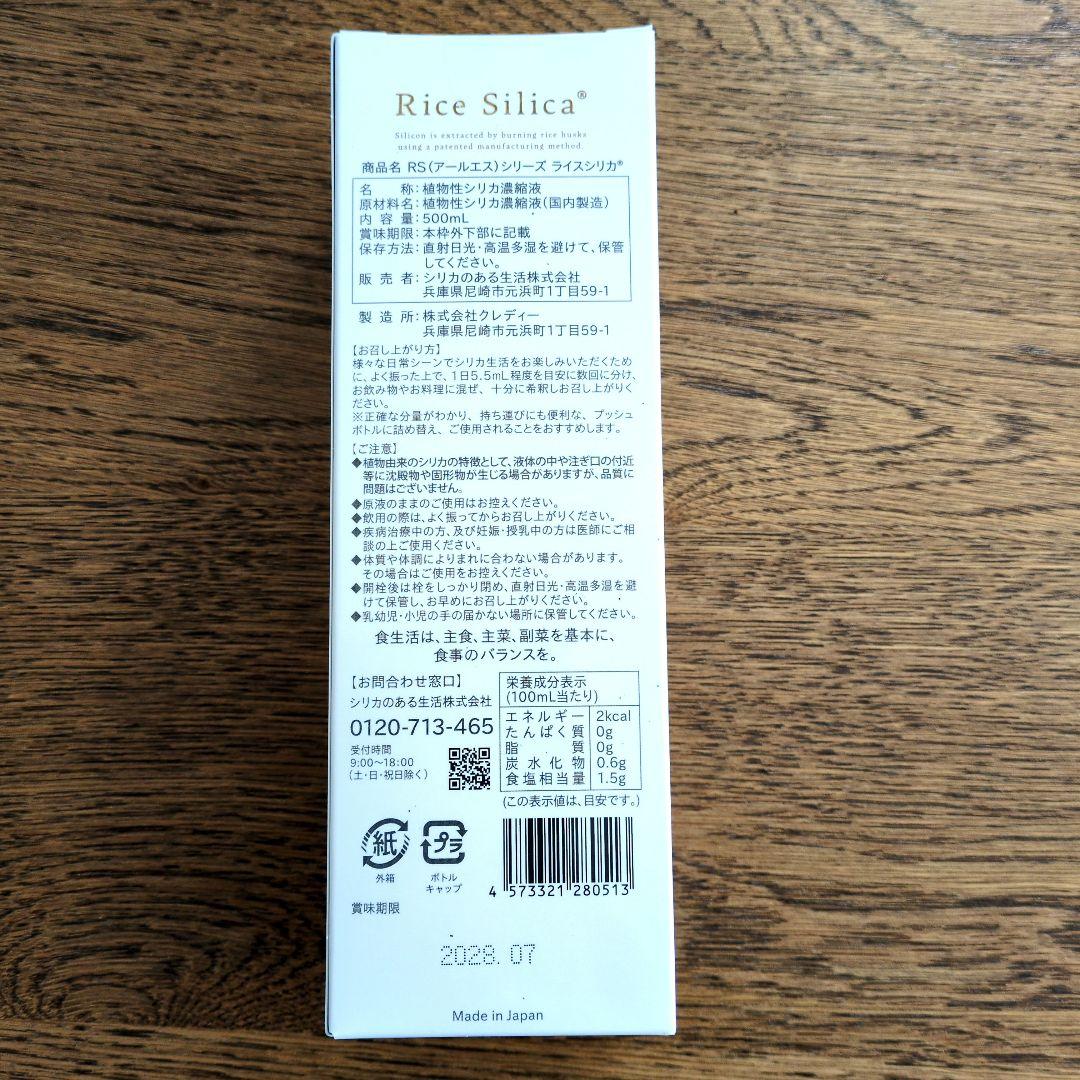 Rice Silica®
Silicon is extracted by burning rice husks
using a patented manufacturing method.
商品名 RS(アールエス)シリーズ ライスシリカ®
名 称:植物性シリカ濃縮液
原材料名:植物性シリカ濃縮液(国内製造)
内 容 量:500mL
賞味期限:本枠外下部に記載
保存方法:直射日光・高温多湿を避けて、保管
してください。
販 売 者:シリカのある生活株式会社
兵庫県尼崎市元浜町1丁目59-1
製 造 所:株式会社クレディー
兵庫県尼崎市元浜町1丁目59-1
【お召し上がり方】
様々な日常シーンでシリカ生活をお楽しみいただくため
に、よく振った上で、1日5.5mL程度を目安に数回に分け、
お飲み物やお料理に混ぜ、十分に希釈しお召し上がりく
ださい。
※正確な分量がわかり、持ち運びにも便利な、プッシュ
ボトルに詰め替え、ご使用されることをおすすめします。
【ご注意】
◆植物由来のシリカの特徴として、液体の中や注ぎ口の付近
等に沈殿物や固形物が生じる場合がありますが、品質に
問題はございません。
◆原液のままのご使用はお控えください。
◆飲用の際は、よく振ってからお召し上がりください。
◆疾病治療中の方、及び妊娠・授乳中の方は医師にご相
談の上ご使用ください。
◆体質や体調によりまれに合わない場合があります。
その場合はご使用をお控えください。
◆開栓後は栓をしっかり閉め、直射日光・高温多湿を避
けて保管し、お早めにお召し上がりください。
◆乳幼児・小児の手の届かない場所に保管してください。
食生活は、主食、主菜、副菜を基本に、
食事のバランスを。
【お問合わせ窓口】
シリカのある生活株式会社
0120-713-465
受付時間
9:00〜18:00
(土・日・祝日除く)
栄養成分表示
(100mL当たり)
エネルギー 2kcal
たんぱく質 0g
脂 質 0g
炭水化物 0.6g
食塩相当量 1.5g
(この表示値は、目安です。)
紙
外箱
プラ
ボトル
キャップ
4 573321 280513
賞味期限
2028.07
Made in Japan